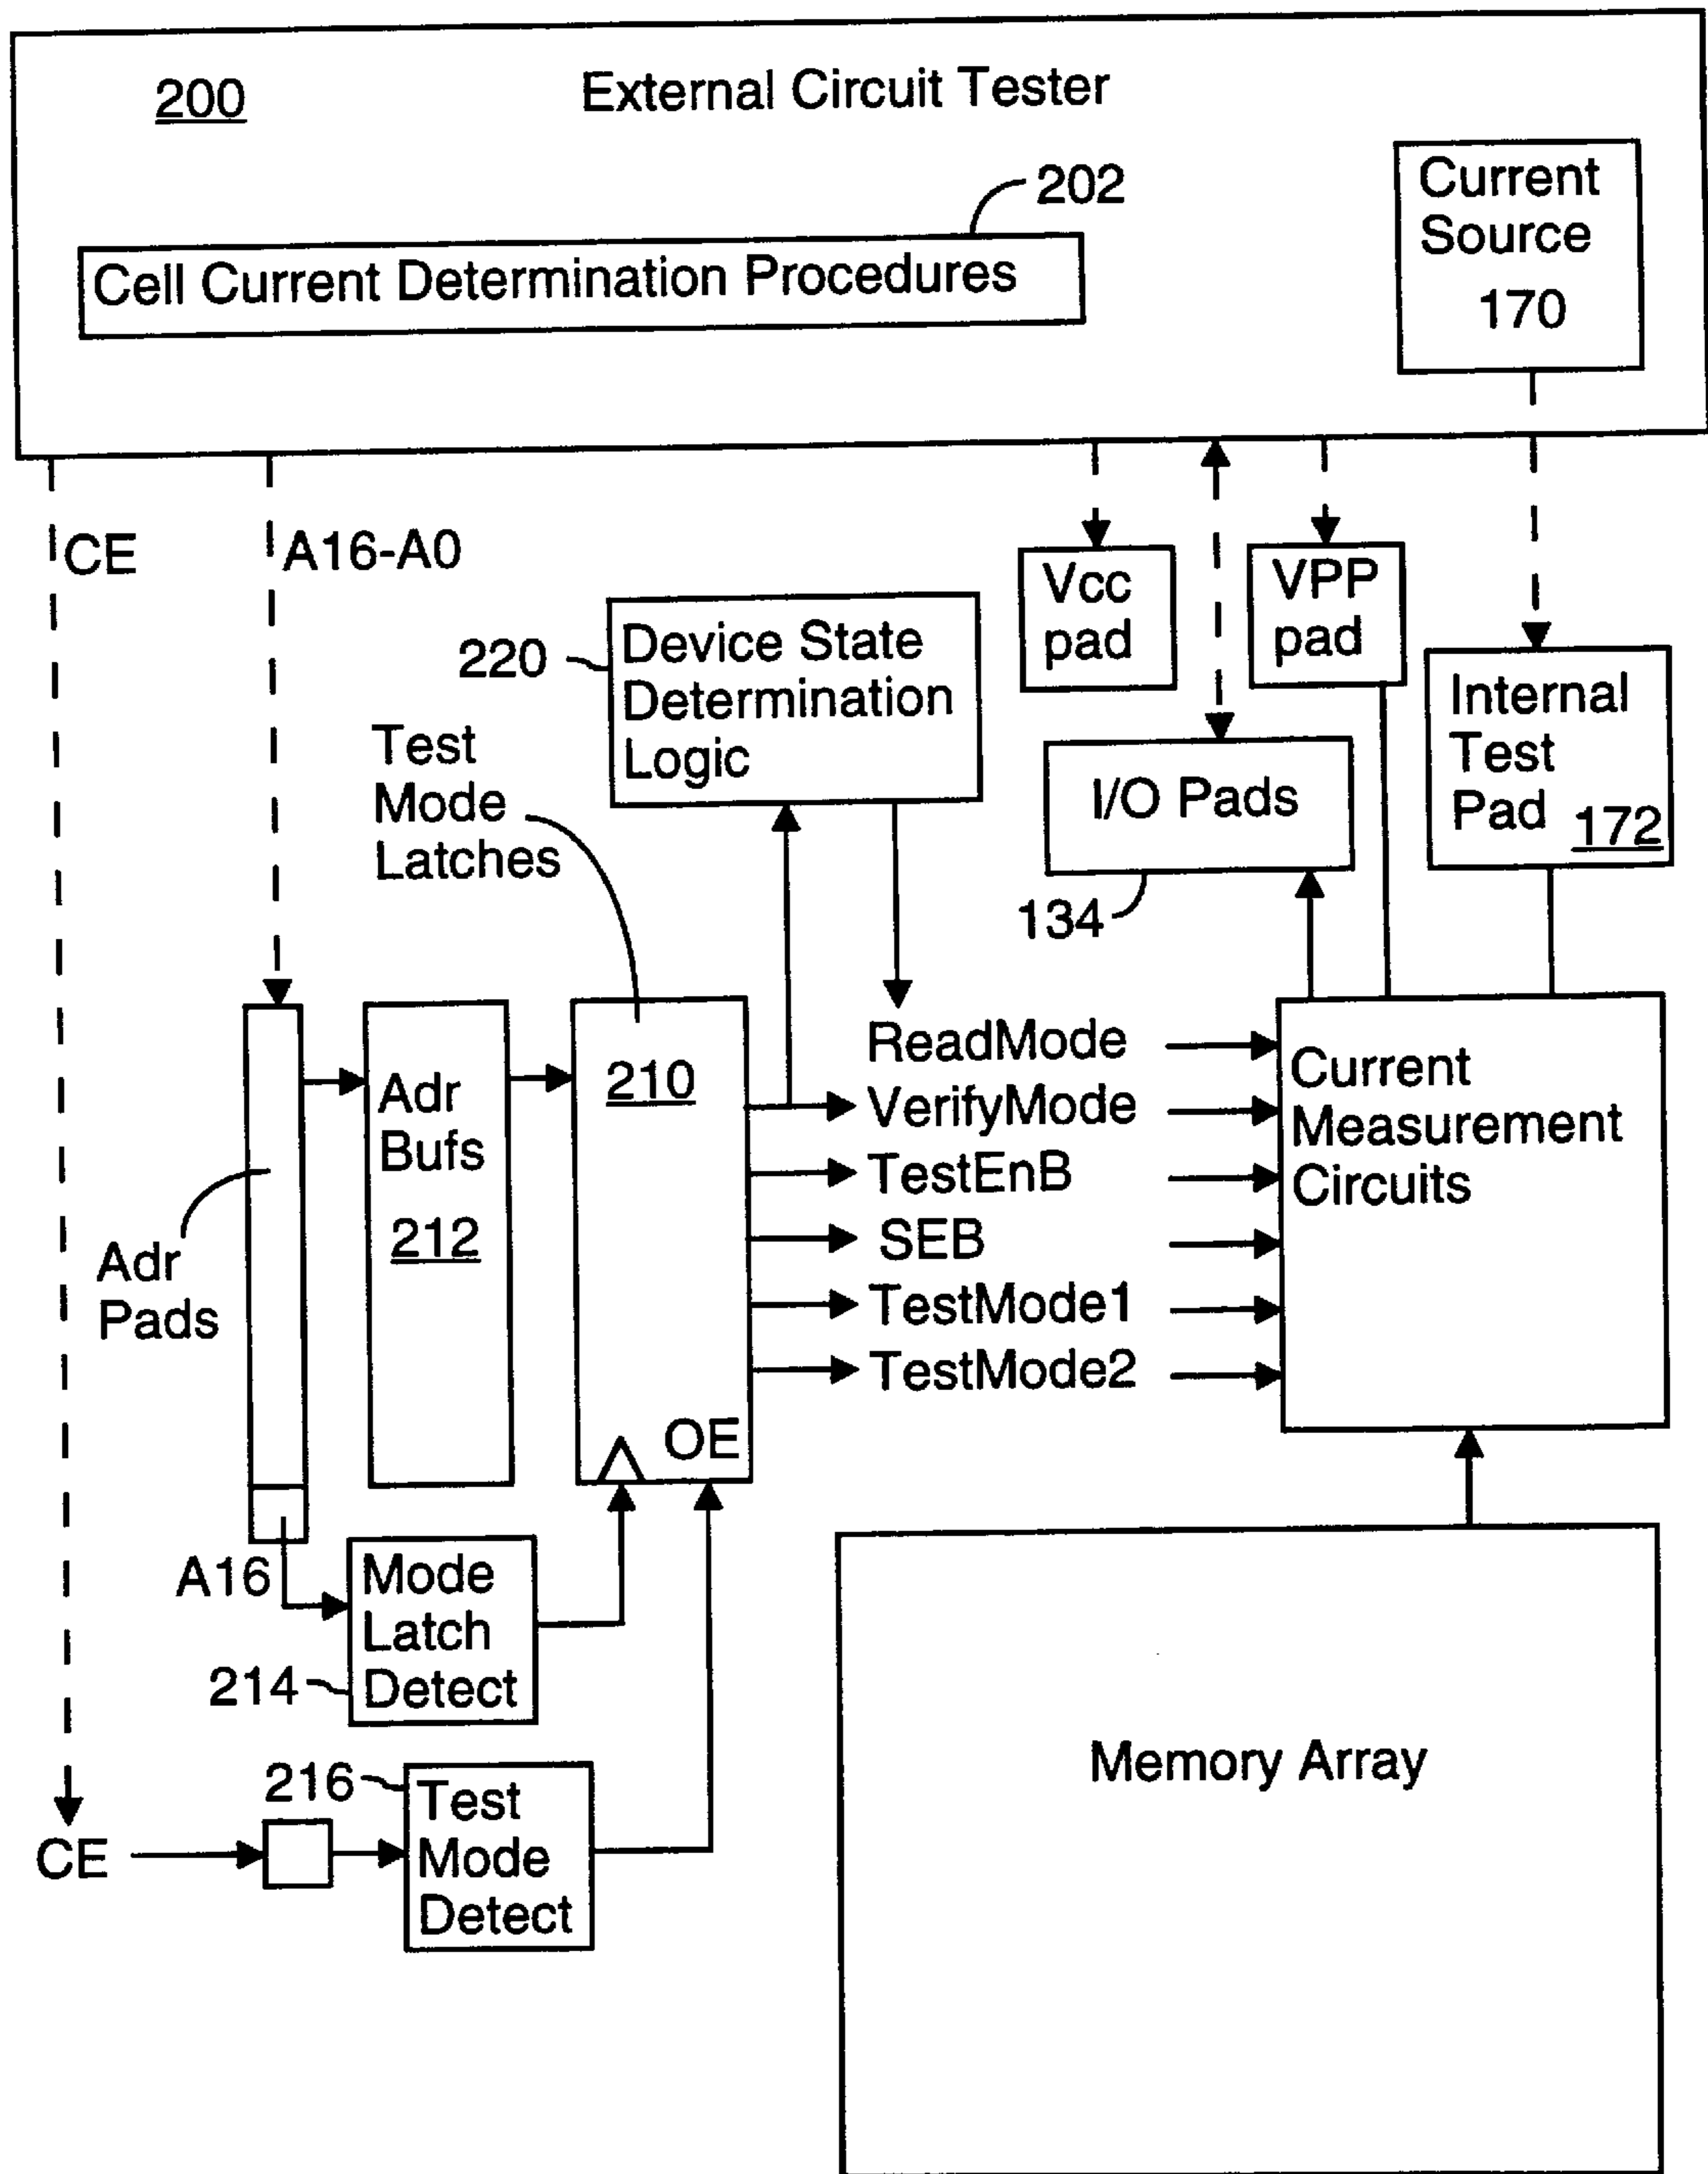 200
External Circuit Tester
202
Cell Current Determination Procedures
Current
Source
170
CE
A16-A0
Vcc
pad
VPP
pad
220
Device State
Determination
Logic
Internal
Test
Pad
172
Test
Mode
Latches
I/O Pads
134
Adr
Pads
Adr
Bufs
212
210
OE
ReadMode
VerifyMode
TestEnB
SEB
TestMode1
TestMode2
Current
Measurement
Circuits
A16
Mode
Latch
Detect
214
216
Test
Mode
Detect
CE
Memory Array